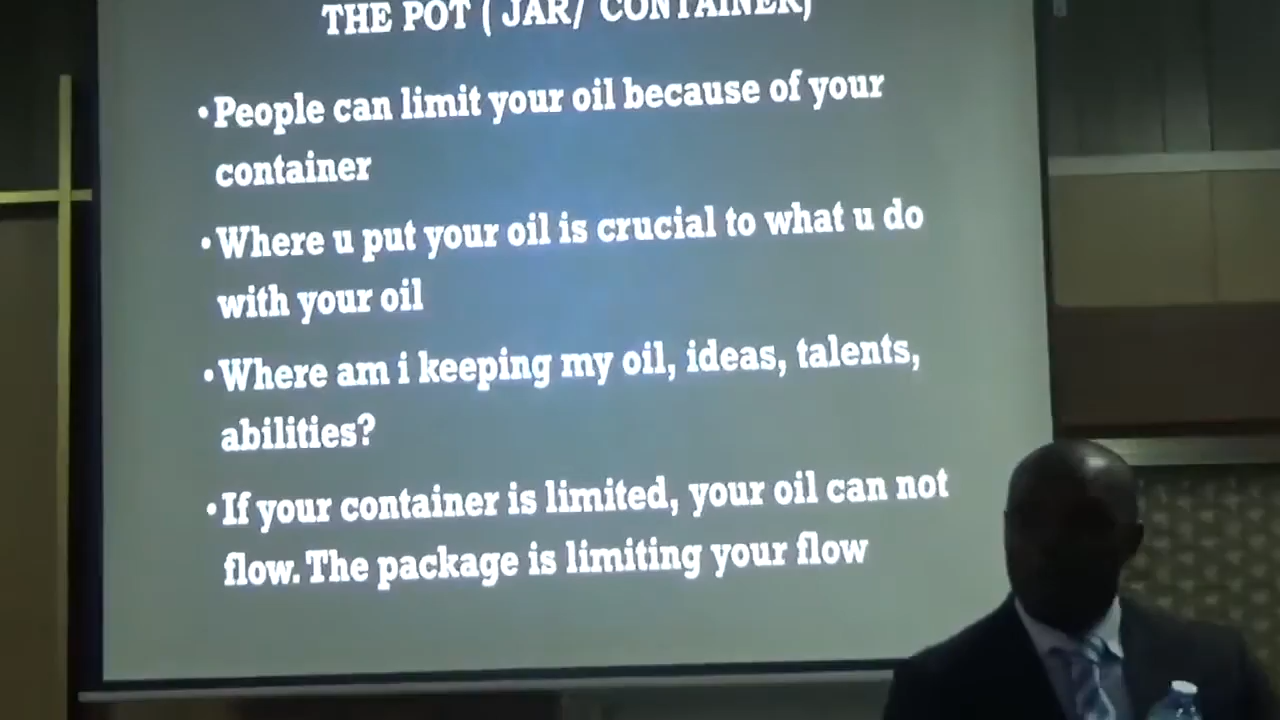 THE POT ( JAR/ CONTAINER)
•People can limit your oil because of your
container
•Where u put your oil is crucial to what u do
with your oil
•Where am i keeping my oil, ideas, talents,
abilities?
•If your container is limited, your oil can not
flow. The package is limiting your flow